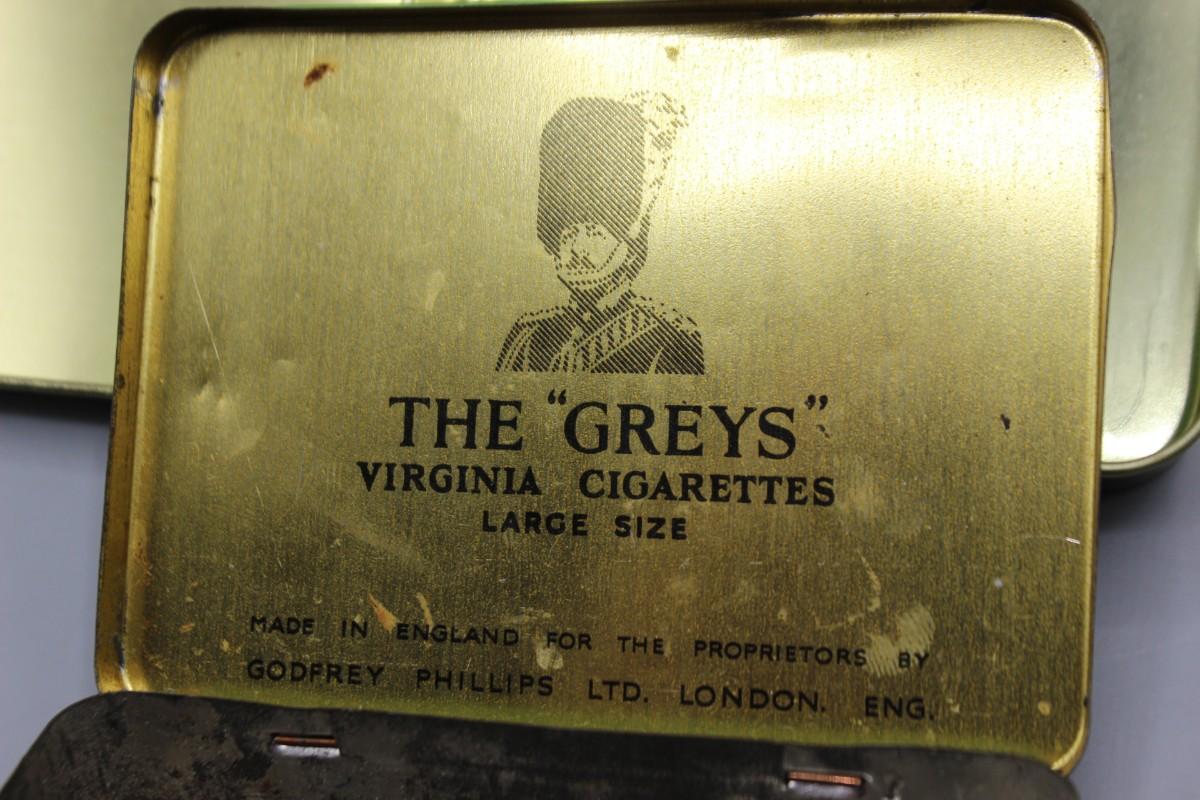 THE “GREYS”
VIRGINIA CIGARETTES
LARGE SIZE
MADE IN ENGLAND FOR THE PROPRIETORS BY
GODFREY PHILLIPS LTD. LONDON. ENG.